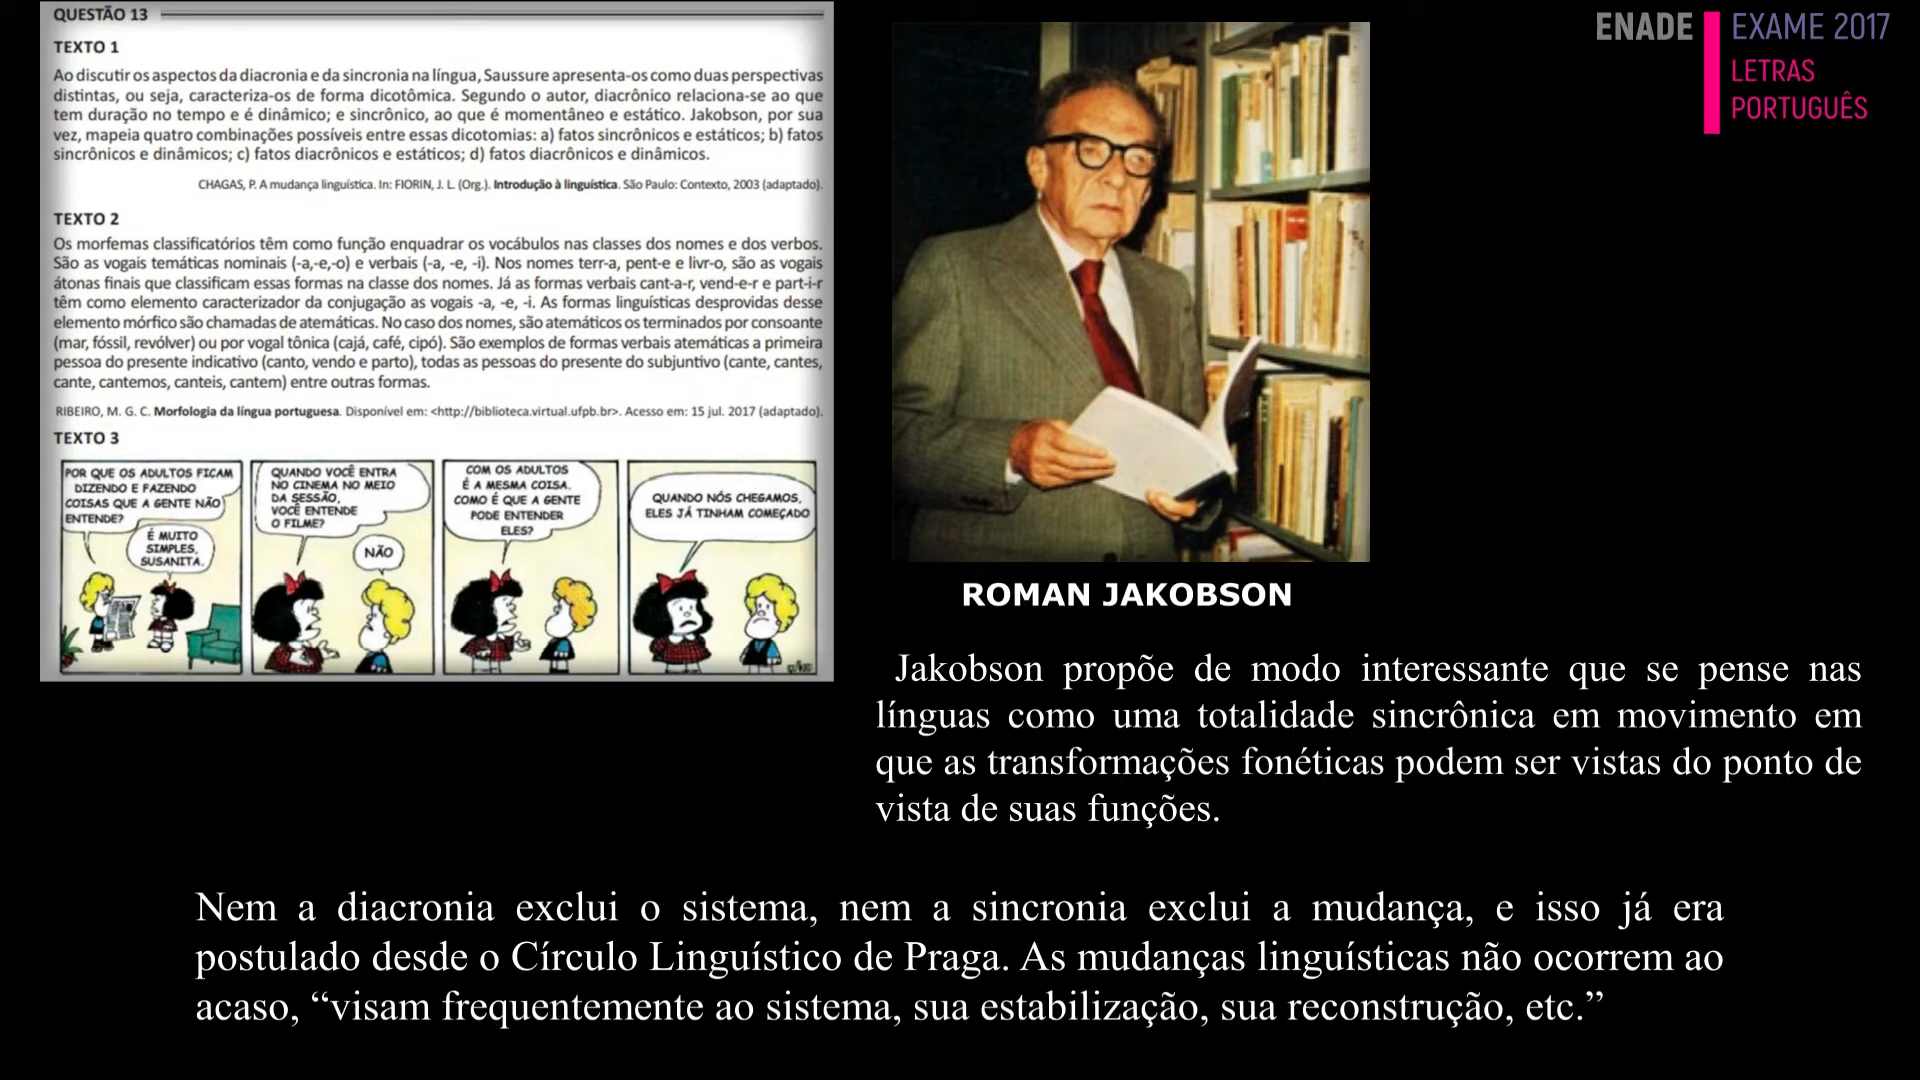 QUESTÃO 13
TEXTO 1
Ao discutir os aspectos da diacronia e da sincronia na língua, Saussure apresenta-os como duas perspectivas
distintas, ou seja, caracteriza-os de forma dicotômica. Segundo o autor, diacrônico relaciona-se ao que
tem duração no tempo e é dinâmico; e sincrônico, ao que é momentâneo e estático. Jakobson, por sua
vez, mapeia quatro combinações possíveis entre essas dicotomias: a) fatos sincrônicos e estáticos; b) fatos
sincrônicos e dinâmicos; c) fatos diacrônicos e estáticos; d) fatos diacrônicos e dinâmicos.
CHAGAS, P. A mudança linguística. In: FIORIN, J. L. (Org.). Introdução à linguística. São Paulo: Contexto, 2003 (adaptado).
TEXTO 2
Os morfemas classificatórios têm como função enquadrar os vocábulos nas classes dos nomes e dos verbos.
São as vogais temáticas nominais (-a,-e,-o) e verbais (-a, -e, -i). Nos nomes terr-a, pent-e e livr-o, são as vogais
átonas finais que classificam essas formas na classe dos nomes. Já as formas verbais cant-a-r, vend-e-r e part-i-r
têm como elemento caracterizador da conjugação as vogais -a, -e, -i. As formas linguísticas desprovidas desse
elemento mórfico são chamadas de atemáticas. No caso dos nomes, são atemáticos os terminados por consoante
(mar, fóssil, revólver) ou por vogal tônica (cajá, café, cipó). São exemplos de formas verbais atemáticas a primeira
pessoa do presente indicativo (canto, vendo e parto), todas as pessoas do presente do subjuntivo (cante, cantes,
cante, cantemos, canteis, cantem) entre outras formas.
RIBEIRO, M. G. C. Morfologia da língua portuguesa. Disponível em: <http://biblioteca.virtual.ufpb.br>. Acesso em: 15 jul. 2017 (adaptado).
TEXTO 3
POR QUE OS ADULTOS FICAM
DIZENDO E FAZENDO
COISAS QUE A GENTE NÃO
ENTENDE?
É MUITO
SIMPLES,
SUSANITA.
QUANDO VOCÊ ENTRA
NO CINEMA NO MEIO
DA SESSÃO,
VOCÊ ENTENDE
O FILME?
NÃO
COM OS ADULTOS
É A MESMA COISA.
COMO É QUE A GENTE
PODE ENTENDER
ELES?
QUANDO NÓS CHEGAMOS,
ELES JÁ TINHAM COMEÇADO
ENADE
EXAME 2017
LETRAS
PORTUGUÊS
ROMAN JAKOBSON
Jakobson propõe de modo interessante que se pense nas
línguas como uma totalidade sincrônica em movimento em
que as transformações fonéticas podem ser vistas do ponto de
vista de suas funções.
Nem a diacronia exclui o sistema, nem a sincronia exclui a mudança, e isso já era
postulado desde o Círculo Linguístico de Praga. As mudanças linguísticas não ocorrem ao
acaso, “visam frequentemente ao sistema, sua estabilização, sua reconstrução, etc.”